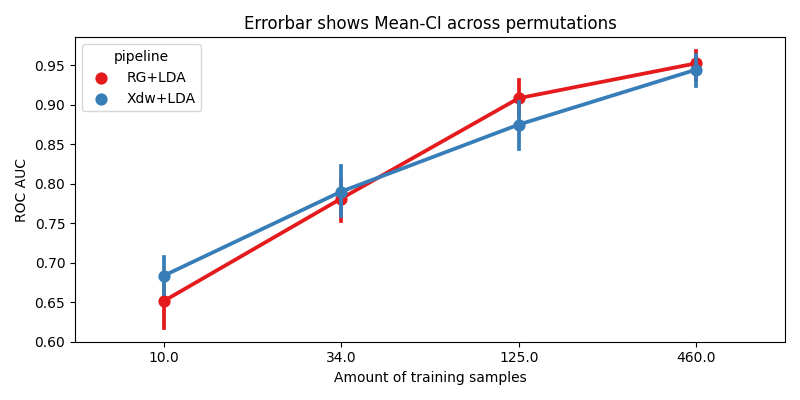 Errorbar shows Mean-CI across permutations
pipeline
RG+LDA
Xdw+LDA
ROC AUC
0.95
0.90
0.85
0.80
0.75
0.70
0.65
0.60
10.0 34.0 125.0 460.0
Amount of training samples